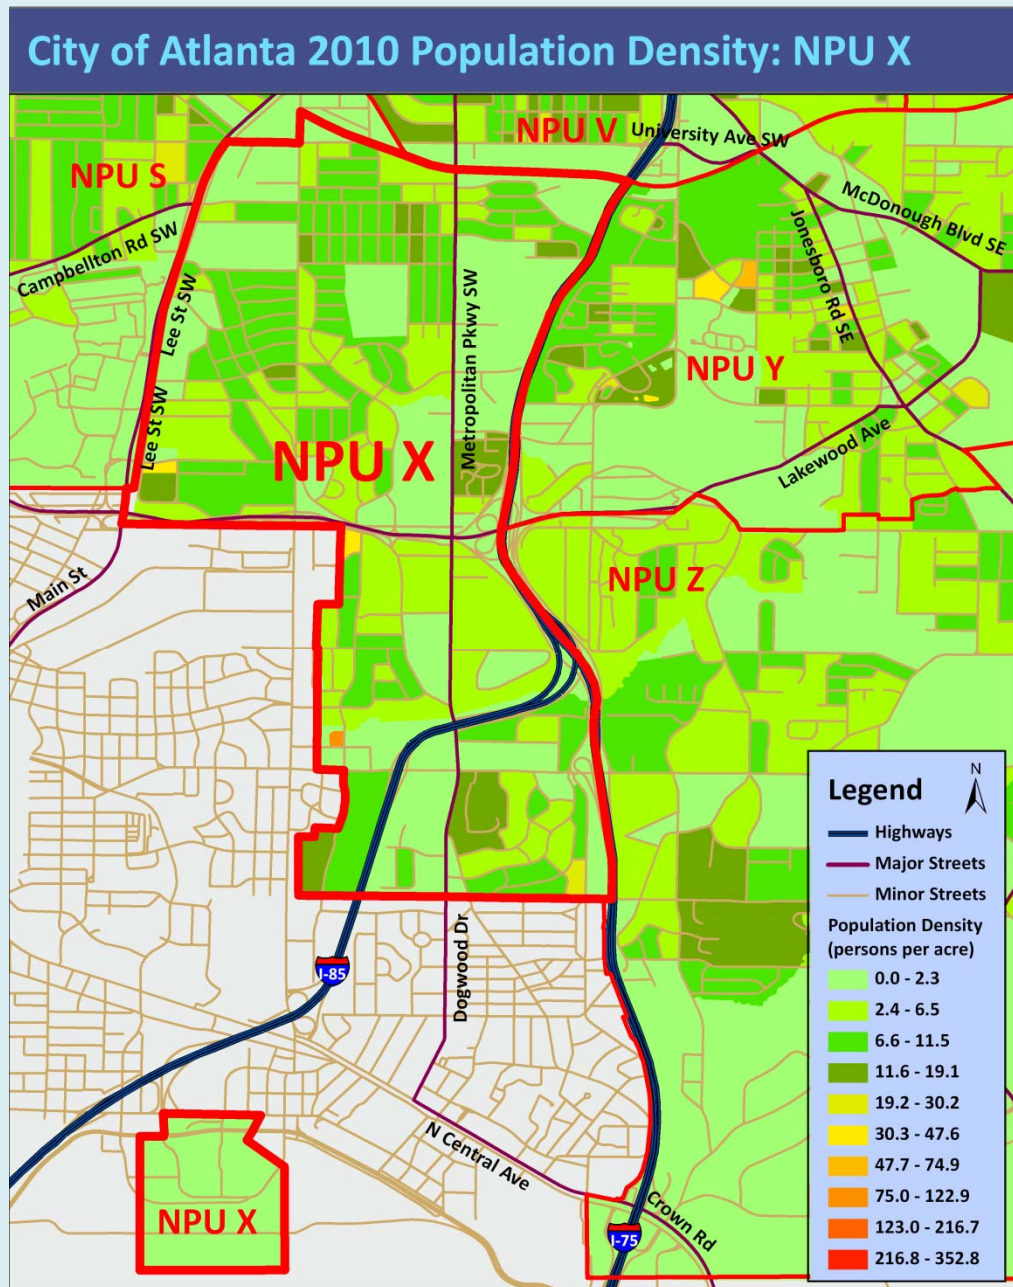 City of Atlanta 2010 Population Density: NPU X
NPU V
University Ave SW
NPU S
McDonough Blvd SE
Campbellton Rd SW
Jonesboro Rd SE
Lee St SW
Metropolitan Pkwy SW
NPU Y
Lee St SW
NPU X
Lakewood Ave
Main St
NPU Z
Legend
N
Highways
Major Streets
Minor Streets
Population Density
(persons per acre)
0.0 - 2.3
2.4 - 6.5
6.6 - 11.5
11.6 - 19.1
19.2 - 30.2
30.3 - 47.6
47.7 - 74.9
75.0 - 122.9
123.0 - 216.7
216.8 - 352.8
I-85
Dogwood Dr
N Central Ave
Crown Rd
NPU X
I-75